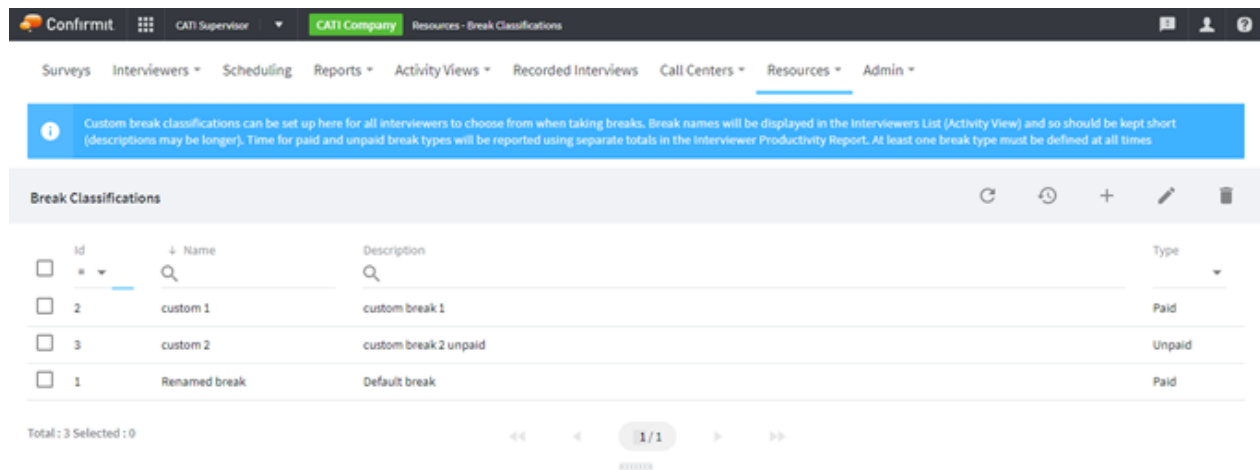 Confirmit CATI Supervisor CATI Company Resources - Break Classifications
Surveys Interviewers Scheduling Reports Activity Views Recorded Interviews Call Centers Resources Admin
Custom break classifications can be set up here for all interviewers to choose from when taking breaks. Break names will be displayed in the Interviewers List (Activity View) and so should be kept short
(descriptions may be longer). Time for paid and unpaid break types will be reported using separate totals in the Interviewer Productivity Report. At least one break type must be defined at all times
Break Classifications
Id ↓ Name Description Type
=
2 custom 1 custom break 1 Paid
3 custom 2 custom break 2 unpaid Unpaid
1 Renamed break Default break Paid
Total : 3 Selected : 0 1 / 1